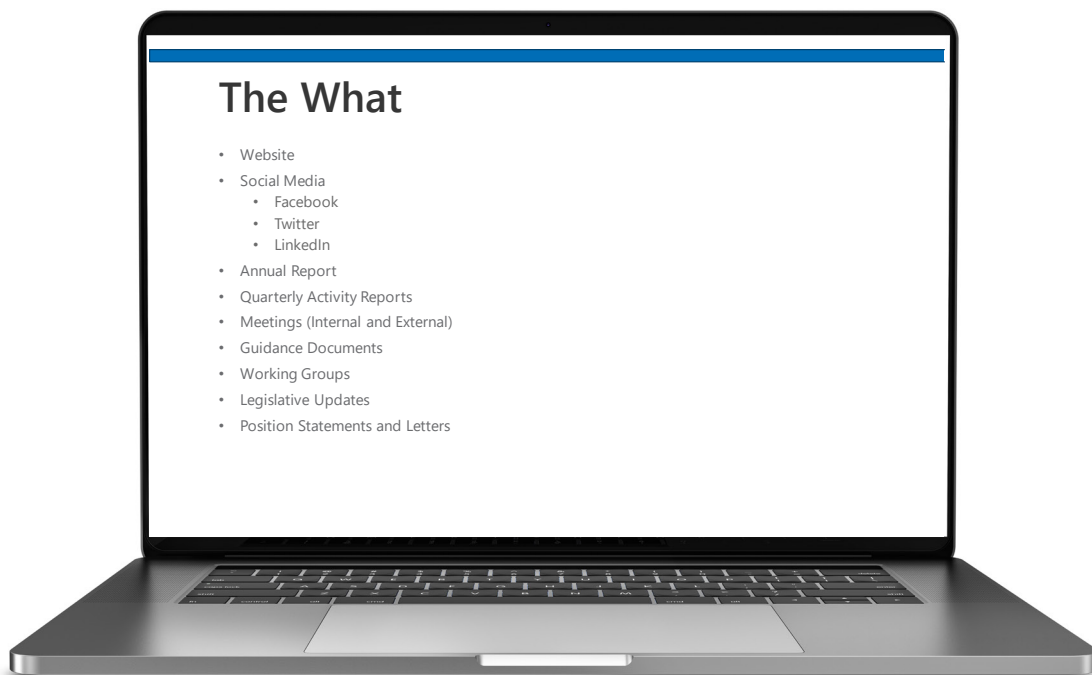 The What
• Website
• Social Media
• Facebook
• Twitter
• LinkedIn
• Annual Report
• Quarterly Activity Reports
• Meetings (Internal and External)
• Guidance Documents
• Working Groups
• Legislative Updates
• Position Statements and Letters